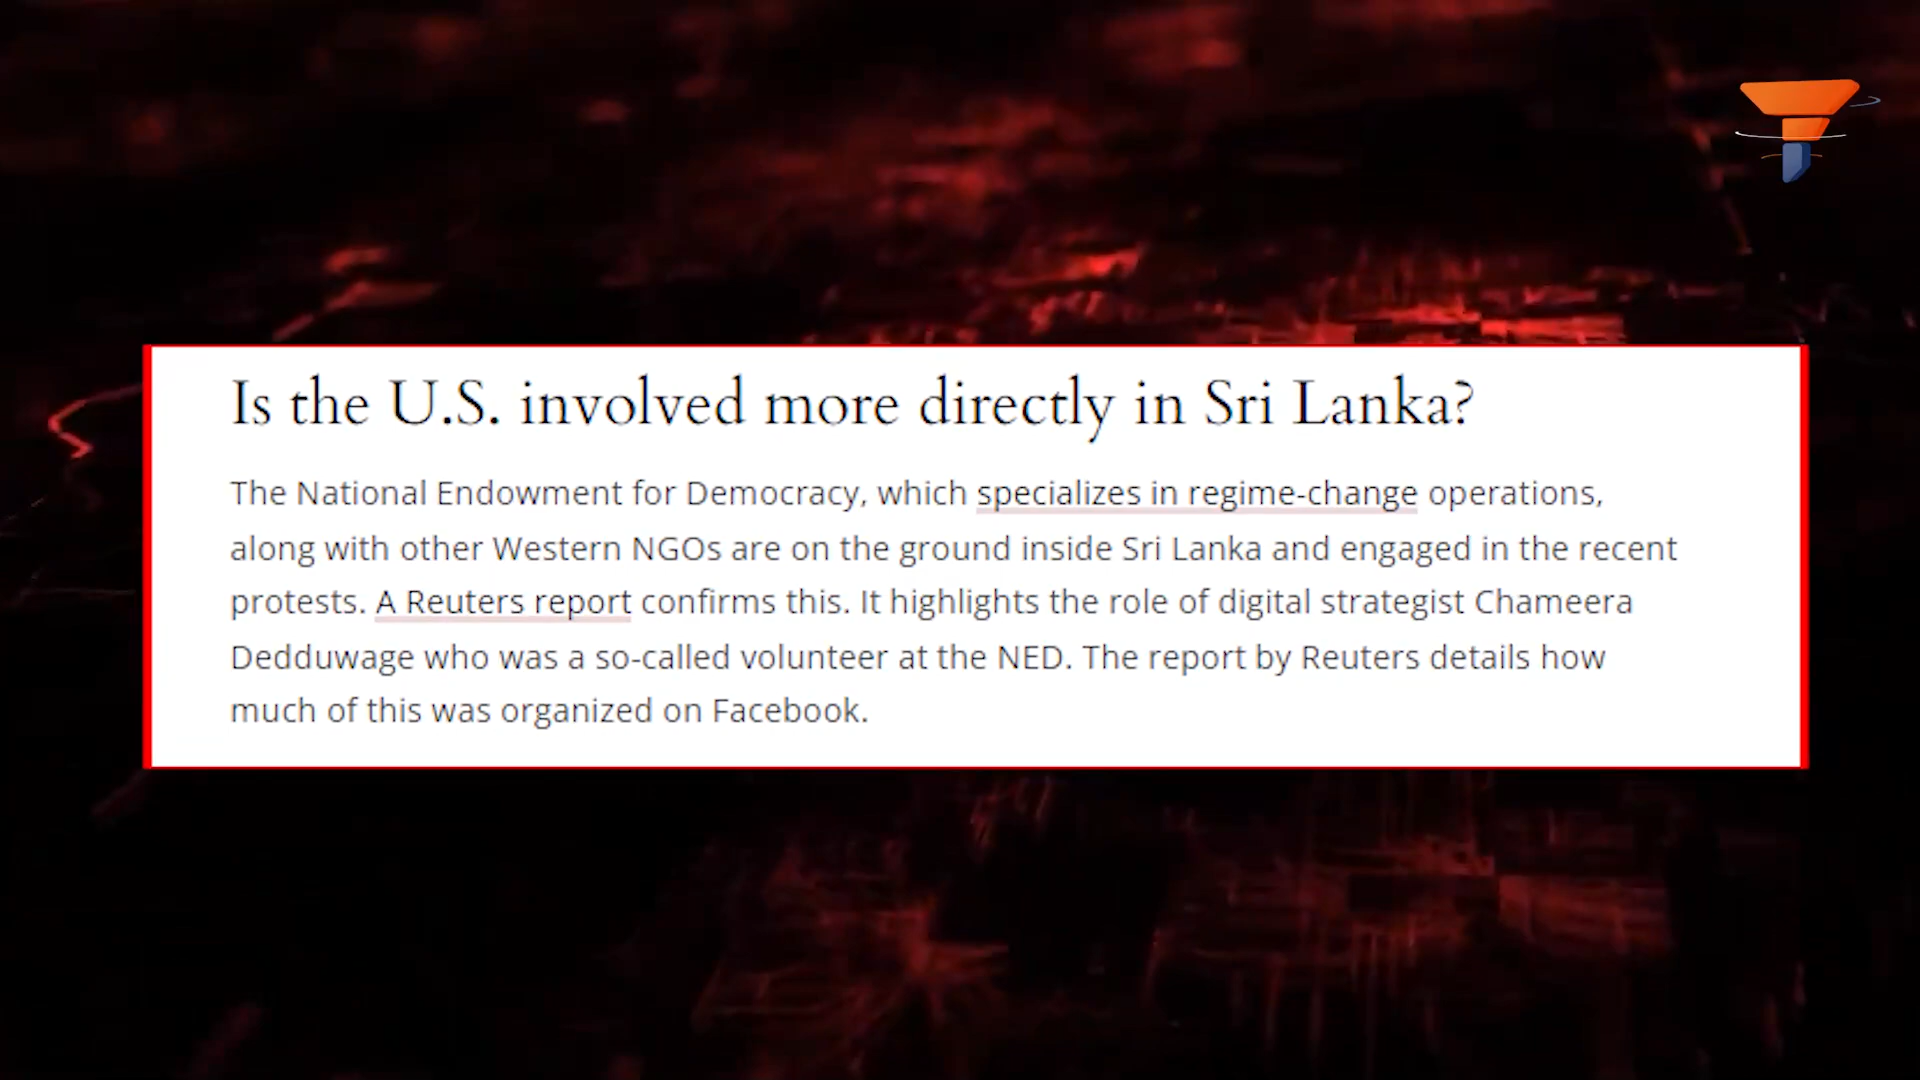 Is the U.S. involved more directly in Sri Lanka?
The National Endowment for Democracy, which specializes in regime-change operations,
along with other Western NGOs are on the ground inside Sri Lanka and engaged in the recent
protests. A Reuters report confirms this. It highlights the role of digital strategist Chameera
Dedduwage who was a so-called volunteer at the NED. The report by Reuters details how
much of this was organized on Facebook.